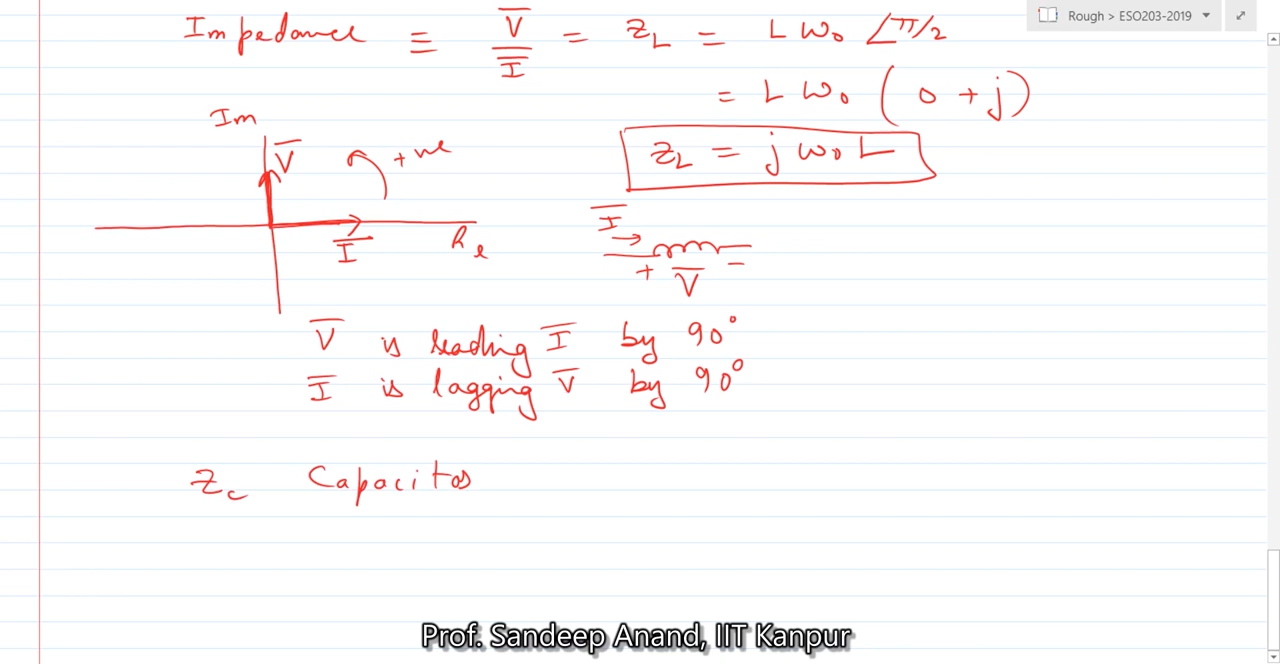 Rough > ESO203-2019
Impedance ≡ V̅/I̅ = Z_L = Lω₀ ∠π/2
= Lω₀ (0 + j)
Z_L = jω₀L
Im
V̅
+ve
I̅
Re
I̅
+ V̅ −
V̅ is leading I̅ by 90°
I̅ is lagging V̅ by 90°
Z_c Capacitor
Prof. Sandeep Anand, IIT Kanpur